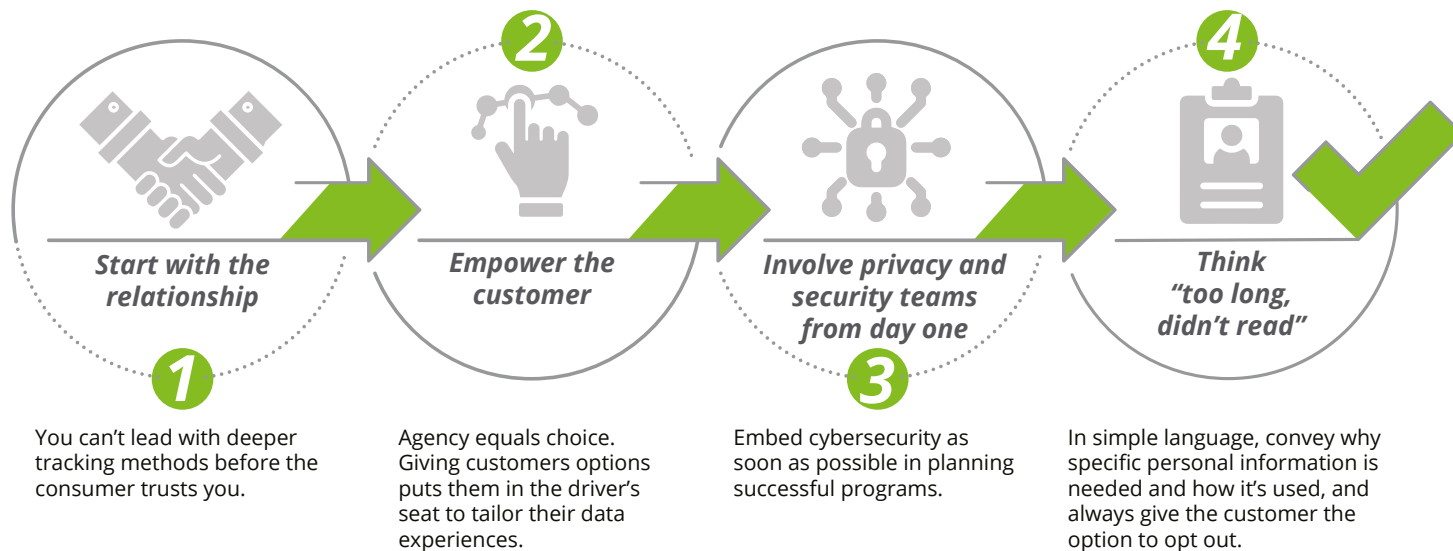 1
Start with the
relationship
You can’t lead with deeper
tracking methods before the
consumer trusts you.
2
Empower the
customer
Agency equals choice.
Giving customers options
puts them in the driver’s
seat to tailor their data
experiences.
3
Involve privacy and
security teams
from day one
Embed cybersecurity as
soon as possible in planning
successful programs.
4
Think
“too long,
didn’t read”
In simple language, convey why
specific personal information is
needed and how it’s used, and
always give the customer the
option to opt out.